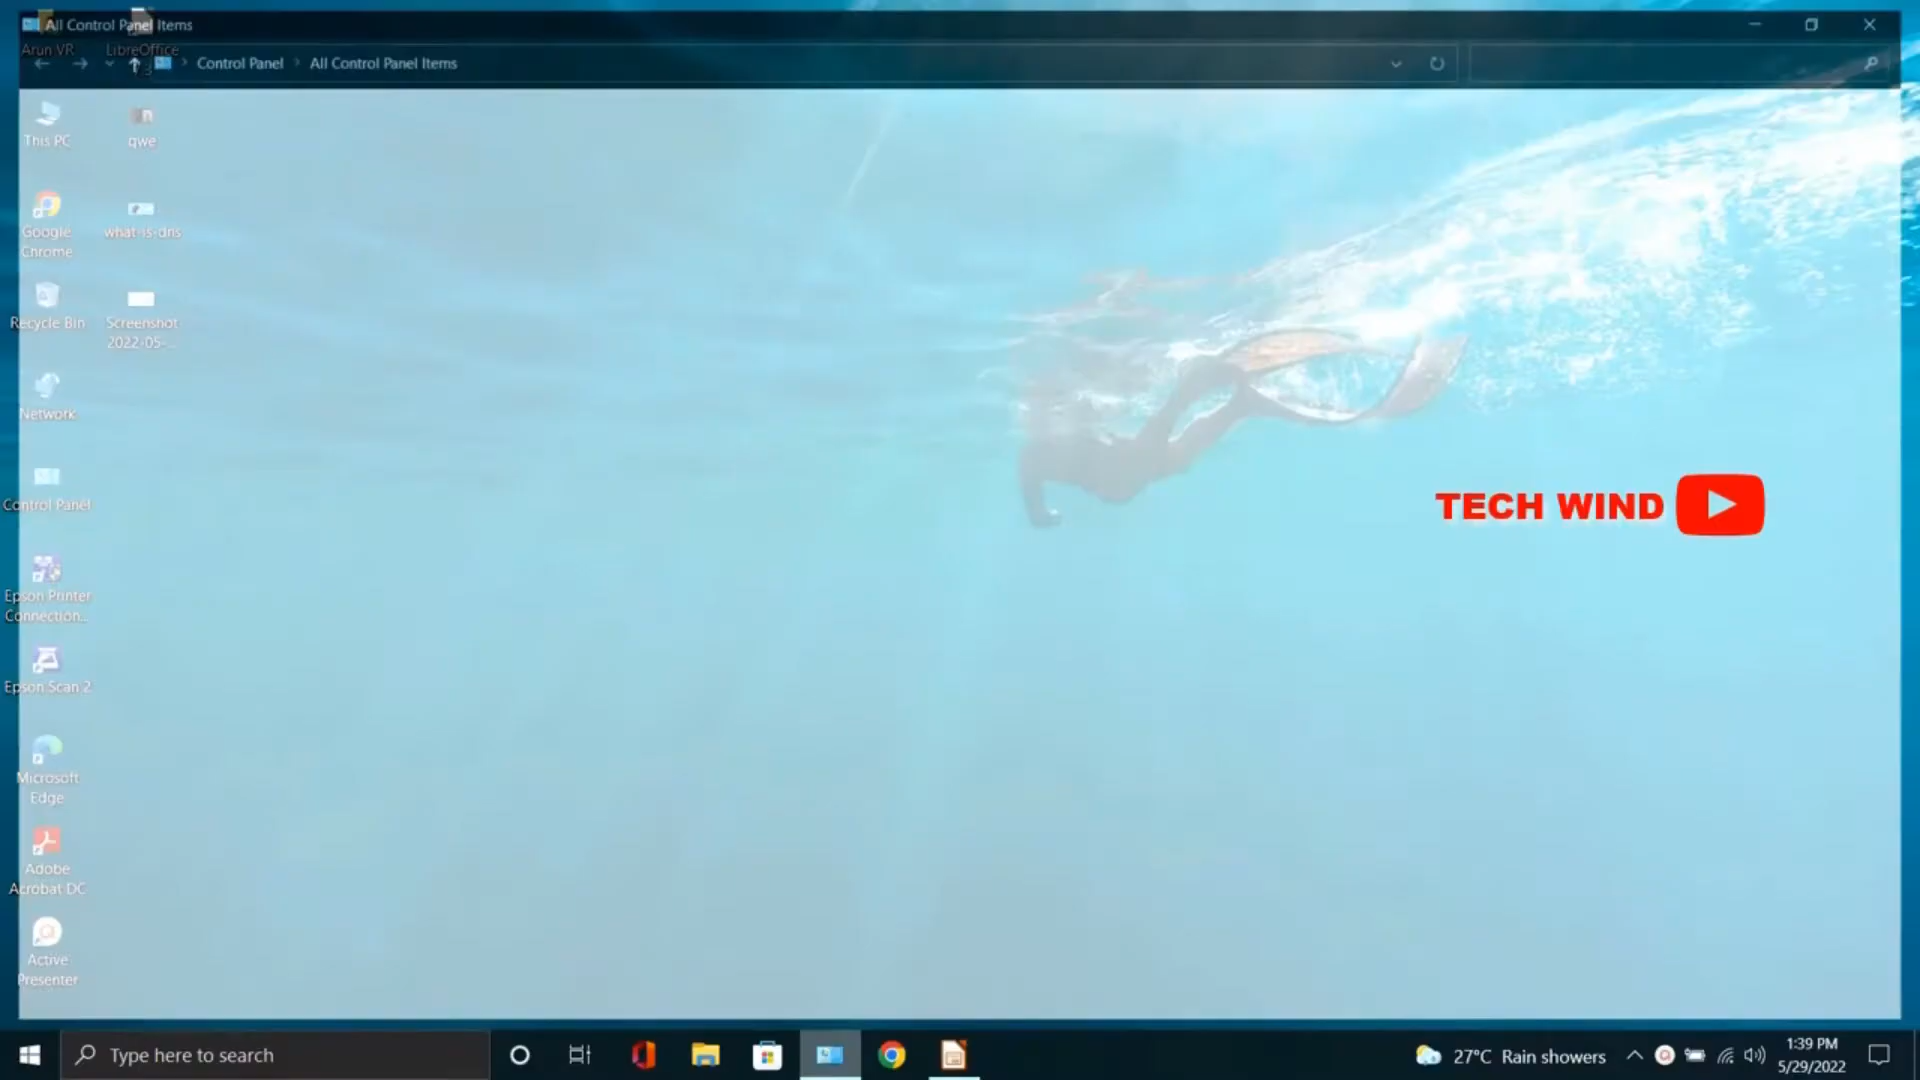 All Control Panel Items
Arun VR
LibreOffice
7.3
Control Panel
All Control Panel Items
This PC
qwe
Google
Chrome
what-is-dns
Recycle Bin
Screenshot
2022-05-...
Network
Control Panel
Epson Printer
Connection...
Epson Scan 2
Microsoft
Edge
Adobe
Acrobat DC
Active
Presenter
TECH WIND
Type here to search
27°C Rain showers
1:39 PM
5/29/2022